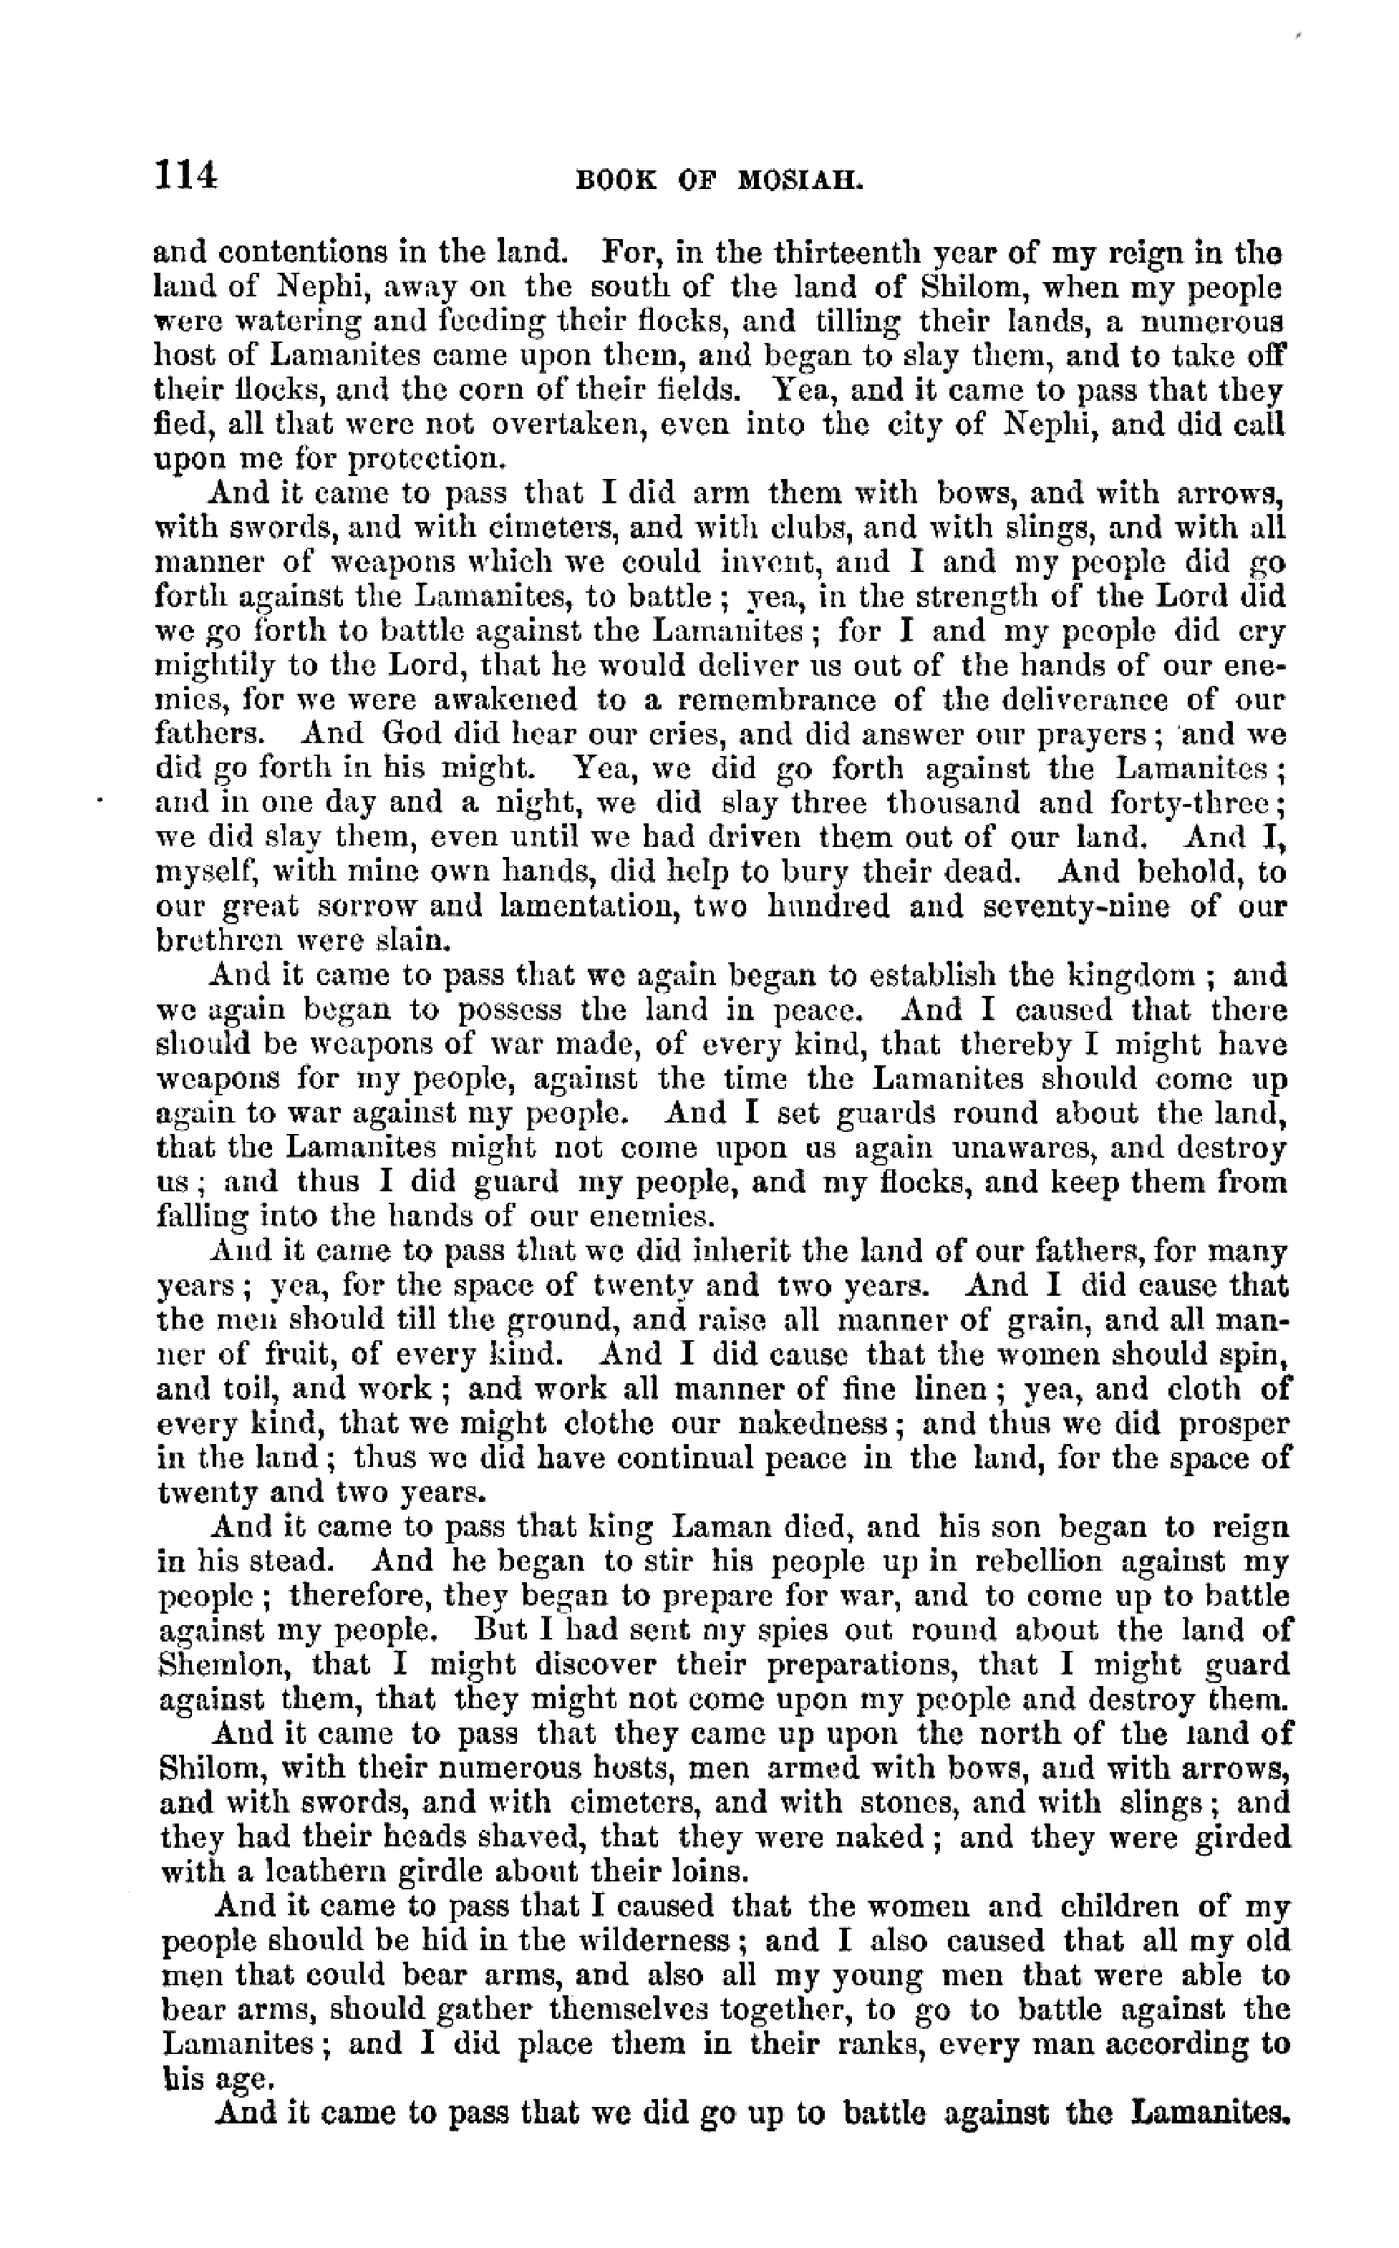 114 BOOK OF MOSIAH.
and contentions in the land. For, in the thirteenth year of my reign in the
land of Nephi, away on the south of the land of Shilom, when my people
were watering and feeding their flocks, and tilling their lands, a numerous
host of Lamanites came upon them, and began to slay them, and to take off
their flocks, and the corn of their fields. Yea, and it came to pass that they
fled, all that were not overtaken, even into the city of Nephi, and did call
upon me for protection.
And it came to pass that I did arm them with bows, and with arrows,
with swords, and with cimeters, and with clubs, and with slings, and with all
manner of weapons which we could invent, and I and my people did go
forth against the Lamanites, to battle; yea, in the strength of the Lord did
we go forth to battle against the Lamanites; for I and my people did cry
mightily to the Lord, that he would deliver us out of the hands of our ene-
mies, for we were awakened to a remembrance of the deliverance of our
fathers. And God did hear our cries, and did answer our prayers; and we
did go forth in his might. Yea, we did go forth against the Lamanites;
and in one day and a night, we did slay three thousand and forty-three;
we did slay them, even until we had driven them out of our land. And I,
myself, with mine own hands, did help to bury their dead. And behold, to
our great sorrow and lamentation, two hundred and seventy-nine of our
brethren were slain.
And it came to pass that we again began to establish the kingdom; and
we again began to possess the land in peace. And I caused that there
should be weapons of war made, of every kind, that thereby I might have
weapons for my people, against the time the Lamanites should come up
again to war against my people. And I set guards round about the land,
that the Lamanites might not come upon us again unawares, and destroy
us; and thus I did guard my people, and my flocks, and keep them from
falling into the hands of our enemies.
And it came to pass that we did inherit the land of our fathers, for many
years; yea, for the space of twenty and two years. And I did cause that
the men should till the ground, and raise all manner of grain, and all man-
ner of fruit, of every kind. And I did cause that the women should spin,
and toil, and work; and work all manner of fine linen; yea, and cloth of
every kind, that we might clothe our nakedness; and thus we did prosper
in the land; thus we did have continual peace in the land, for the space of
twenty and two years.
And it came to pass that king Laman died, and his son began to reign
in his stead. And he began to stir his people up in rebellion against my
people; therefore, they began to prepare for war, and to come up to battle
against my people. But I had sent my spies out round about the land of
Shemlon, that I might discover their preparations, that I might guard
against them, that they might not come upon my people and destroy them.
And it came to pass that they came up upon the north of the land of
Shilom, with their numerous hosts, men armed with bows, and with arrows,
and with swords, and with cimeters, and with stones, and with slings; and
they had their heads shaved, that they were naked; and they were girded
with a leathern girdle about their loins.
And it came to pass that I caused that the women and children of my
people should be hid in the wilderness; and I also caused that all my old
men that could bear arms, and also all my young men that were able to
bear arms, should gather themselves together, to go to battle against the
Lamanites; and I did place them in their ranks, every man according to
his age.
And it came to pass that we did go up to battle against the Lamanites.